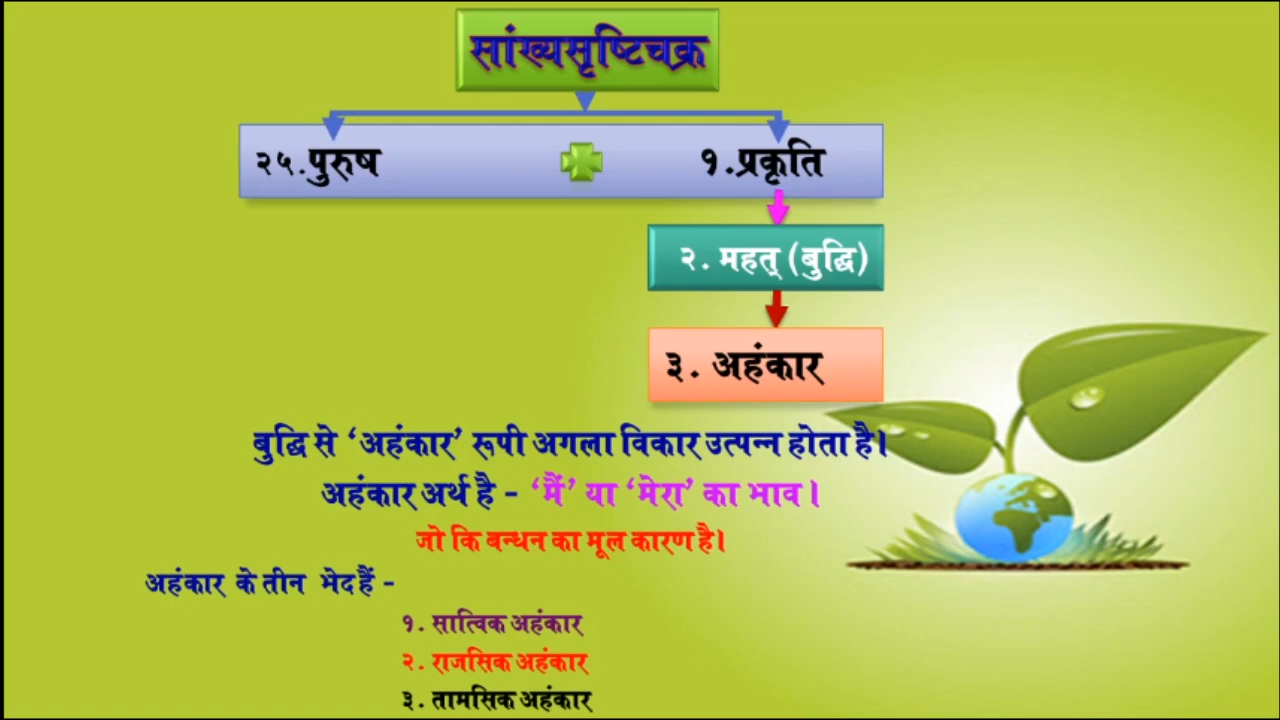 सांख्यसृष्टिचक्र
२५.पुरुष १.प्रकृति
२. महत् (बुद्धि)
३. अहंकार
बुद्धि से ‘अहंकार’ रूपी अगला विकार उत्पन्न होता है।
अहंकार अर्थ है - ‘मैं’ या ‘मेरा’ का भाव।
जो कि बन्धन का मूल कारण है।
अहंकार के तीन भेद हैं -
१. सात्विक अहंकार
२. राजसिक अहंकार
३. तामसिक अहंकार